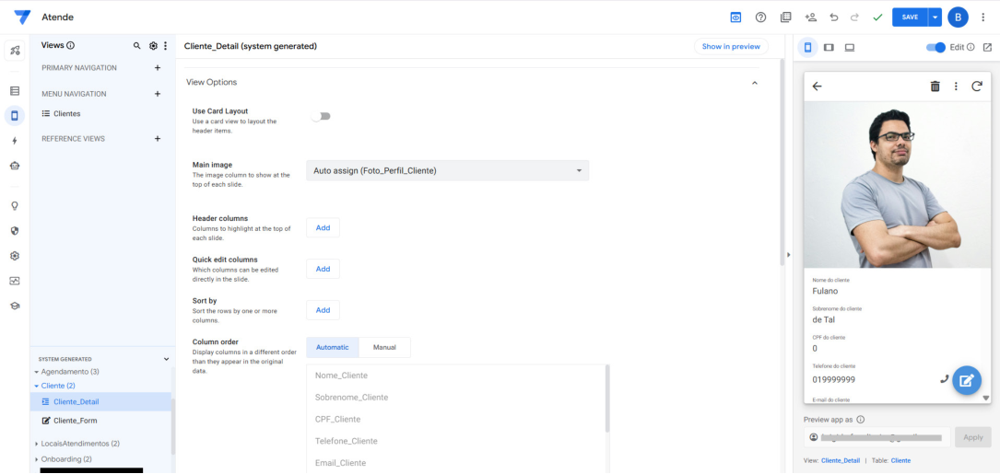 Atende
SAVE
B
Views
Cliente_Detail (system generated)
Show in preview
Edit
PRIMARY NAVIGATION
MENU NAVIGATION
Clientes
REFERENCE VIEWS
View Options
Use Card Layout
Use a card view to layout the
header items.
Main image
The image column to show at the
top of each slide.
Auto assign (Foto_Perfil_Cliente)
Header columns
Columns to highlight at the top of
each slide.
Add
Quick edit columns
Which columns can be edited
directly in the slide.
Add
Sort by
Sort the rows by one or more
columns.
Add
Column order
Display columns in a different order
than they appear in the original
data.
Automatic
Manual
Nome_Cliente
Sobrenome_Cliente
CPF_Cliente
Telefone_Cliente
Email_Cliente
SYSTEM GENERATED
Agendamento (3)
Cliente (2)
Cliente_Detail
Cliente_Form
LocaisAtendimentos (2)
Onboarding (2)
Nome do cliente
Fulano
Sobrenome do cliente
de Tal
CPF do cliente
0
Telefone do cliente
019999999
E-mail do cliente
Preview app as
Apply
View: Cliente_Detail | Table: Cliente